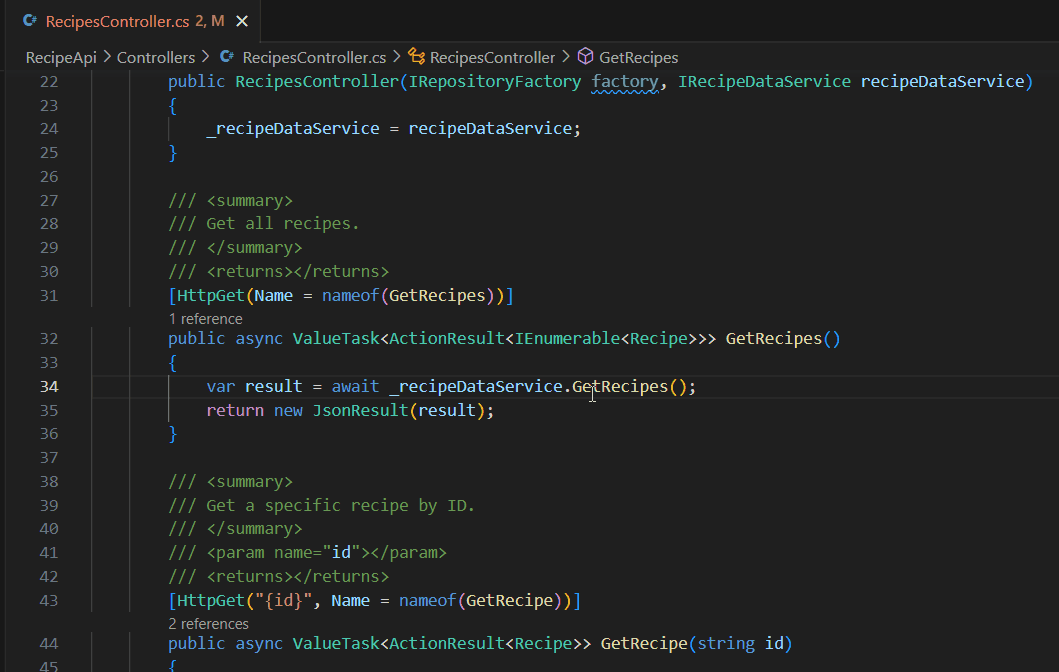 C# RecipesController.cs 2, M ×
RecipeApi > Controllers > C# RecipesController.cs > RecipesController > GetRecipes
22 public RecipesController(IRepositoryFactory factory, IRecipeDataService recipeDataService)
23 {
24 _recipeDataService = recipeDataService;
25 }
26
27 /// <summary>
28 /// Get all recipes.
29 /// </summary>
30 /// <returns></returns>
31 [HttpGet(Name = nameof(GetRecipes))]
1 reference
32 public async ValueTask<ActionResult<IEnumerable<Recipe>>> GetRecipes()
33 {
34 var result = await _recipeDataService.GetRecipes();
35 return new JsonResult(result);
36 }
37
38 /// <summary>
39 /// Get a specific recipe by ID.
40 /// </summary>
41 /// <param name="id"></param>
42 /// <returns></returns>
43 [HttpGet("{id}", Name = nameof(GetRecipe))]
2 references
44 public async ValueTask<ActionResult<Recipe>> GetRecipe(string id)
45 {